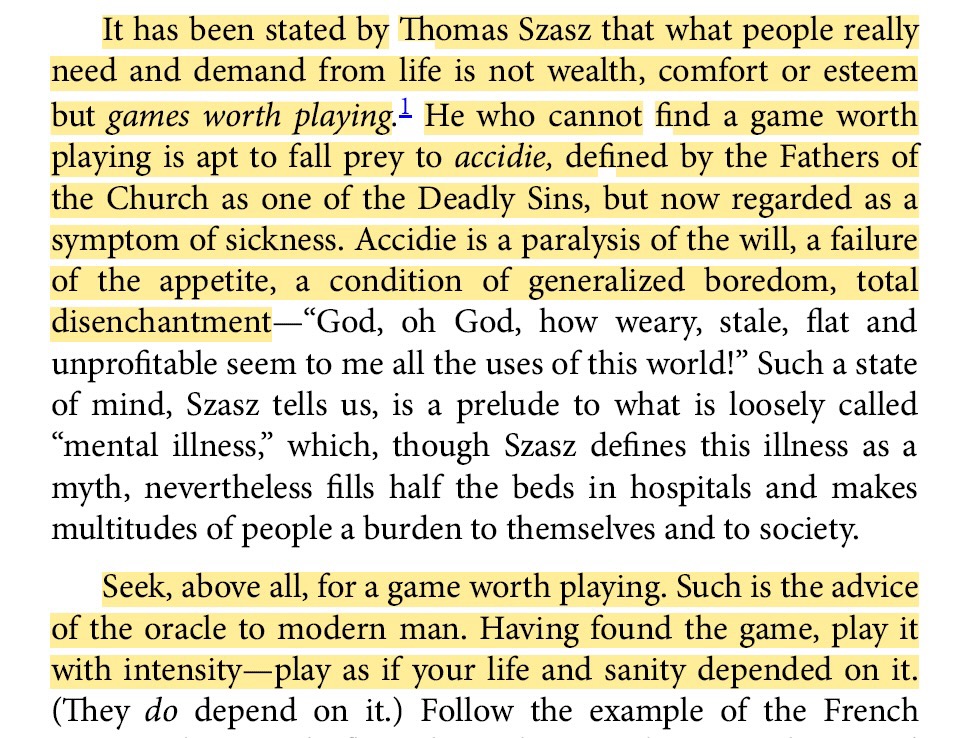 It has been stated by Thomas Szasz that what people really
need and demand from life is not wealth, comfort or esteem
but games worth playing.1 He who cannot find a game worth
playing is apt to fall prey to accidie, defined by the Fathers of
the Church as one of the Deadly Sins, but now regarded as a
symptom of sickness. Accidie is a paralysis of the will, a failure
of the appetite, a condition of generalized boredom, total
disenchantment—“God, oh God, how weary, stale, flat and
unprofitable seem to me all the uses of this world!” Such a state
of mind, Szasz tells us, is a prelude to what is loosely called
“mental illness,” which, though Szasz defines this illness as a
myth, nevertheless fills half the beds in hospitals and makes
multitudes of people a burden to themselves and to society.
Seek, above all, for a game worth playing. Such is the advice
of the oracle to modern man. Having found the game, play it
with intensity—play as if your life and sanity depended on it.
(They do depend on it.) Follow the example of the French